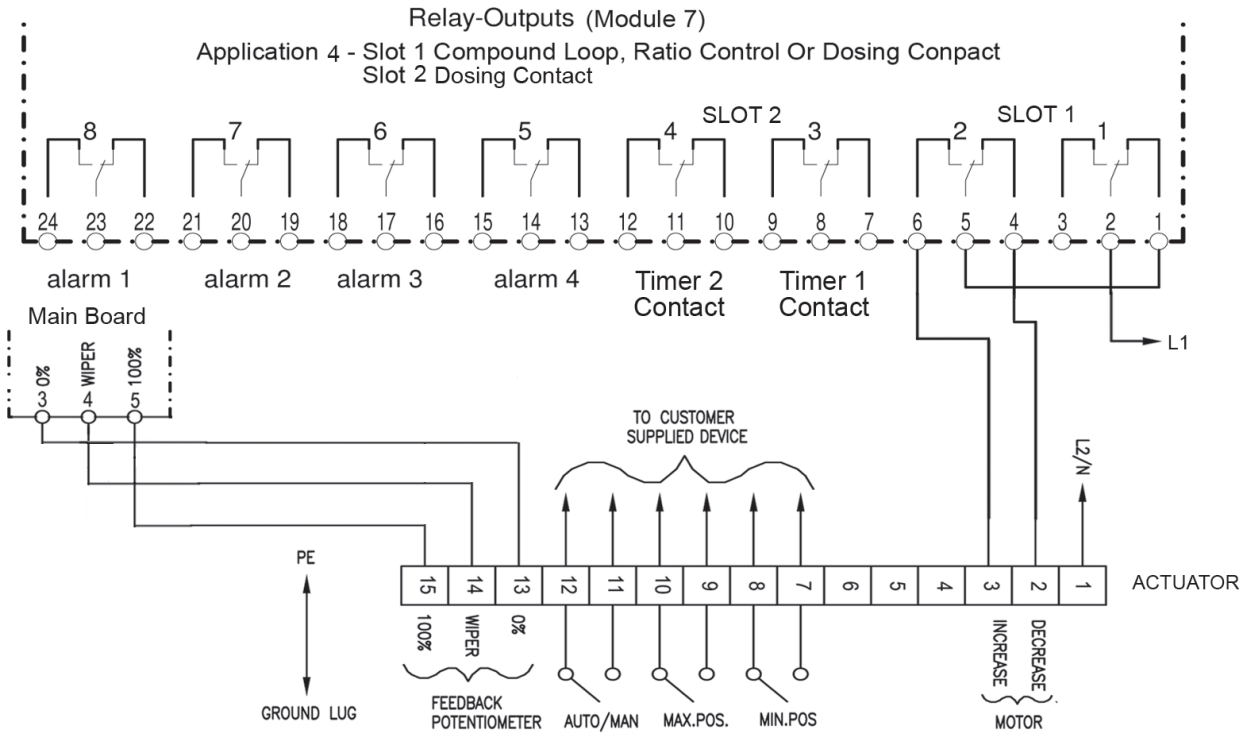 Relay-Outputs (Module 7)
Application 4 - Slot 1 Compound Loop, Ratio Control Or Dosing Conpact
Slot 2 Dosing Contact
SLOT 2 SLOT 1
8 7 6 5 4 3 2 1
24 23 22 21 20 19 18 17 16 15 14 13 12 11 10 9 8 7 6 5 4 3 2 1
alarm 1 alarm 2 alarm 3 alarm 4 Timer 2 Timer 1
Contact Contact
Main Board
L1
0% WIPER 100%
3 4 5
TO CUSTOMER
SUPPLIED DEVICE
L2/N
PE
15 14 13 12 11 10 9 8 7 6 5 4 3 2 1
ACTUATOR
100% WIPER 0%
INCREASE DECREASE
GROUND LUG
FEEDBACK
POTENTIOMETER
AUTO/MAN MAX.POS. MIN.POS
MOTOR